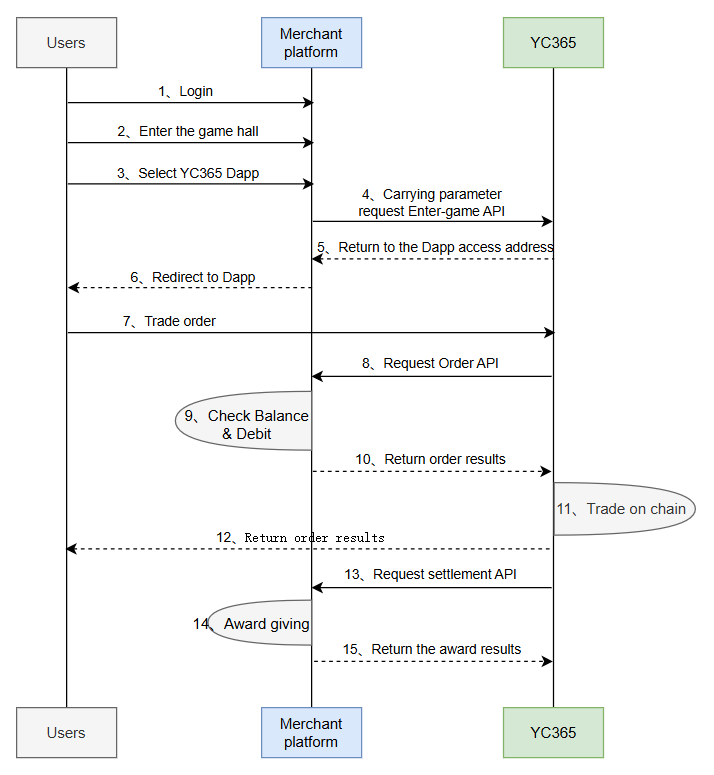 Users
Merchant
platform
YC365
1、Login
2、Enter the game hall
3、Select YC365 Dapp
4、Carrying parameter
request Enter-game API
5、Return to the Dapp access address
6、Redirect to Dapp
7、Trade order
8、Request Order API
9、Check Balance
& Debit
10、Return order results
11、Trade on chain
12、Return order results
13、Request settlement API
14、Award giving
15、Return the award results
Users
Merchant
platform
YC365